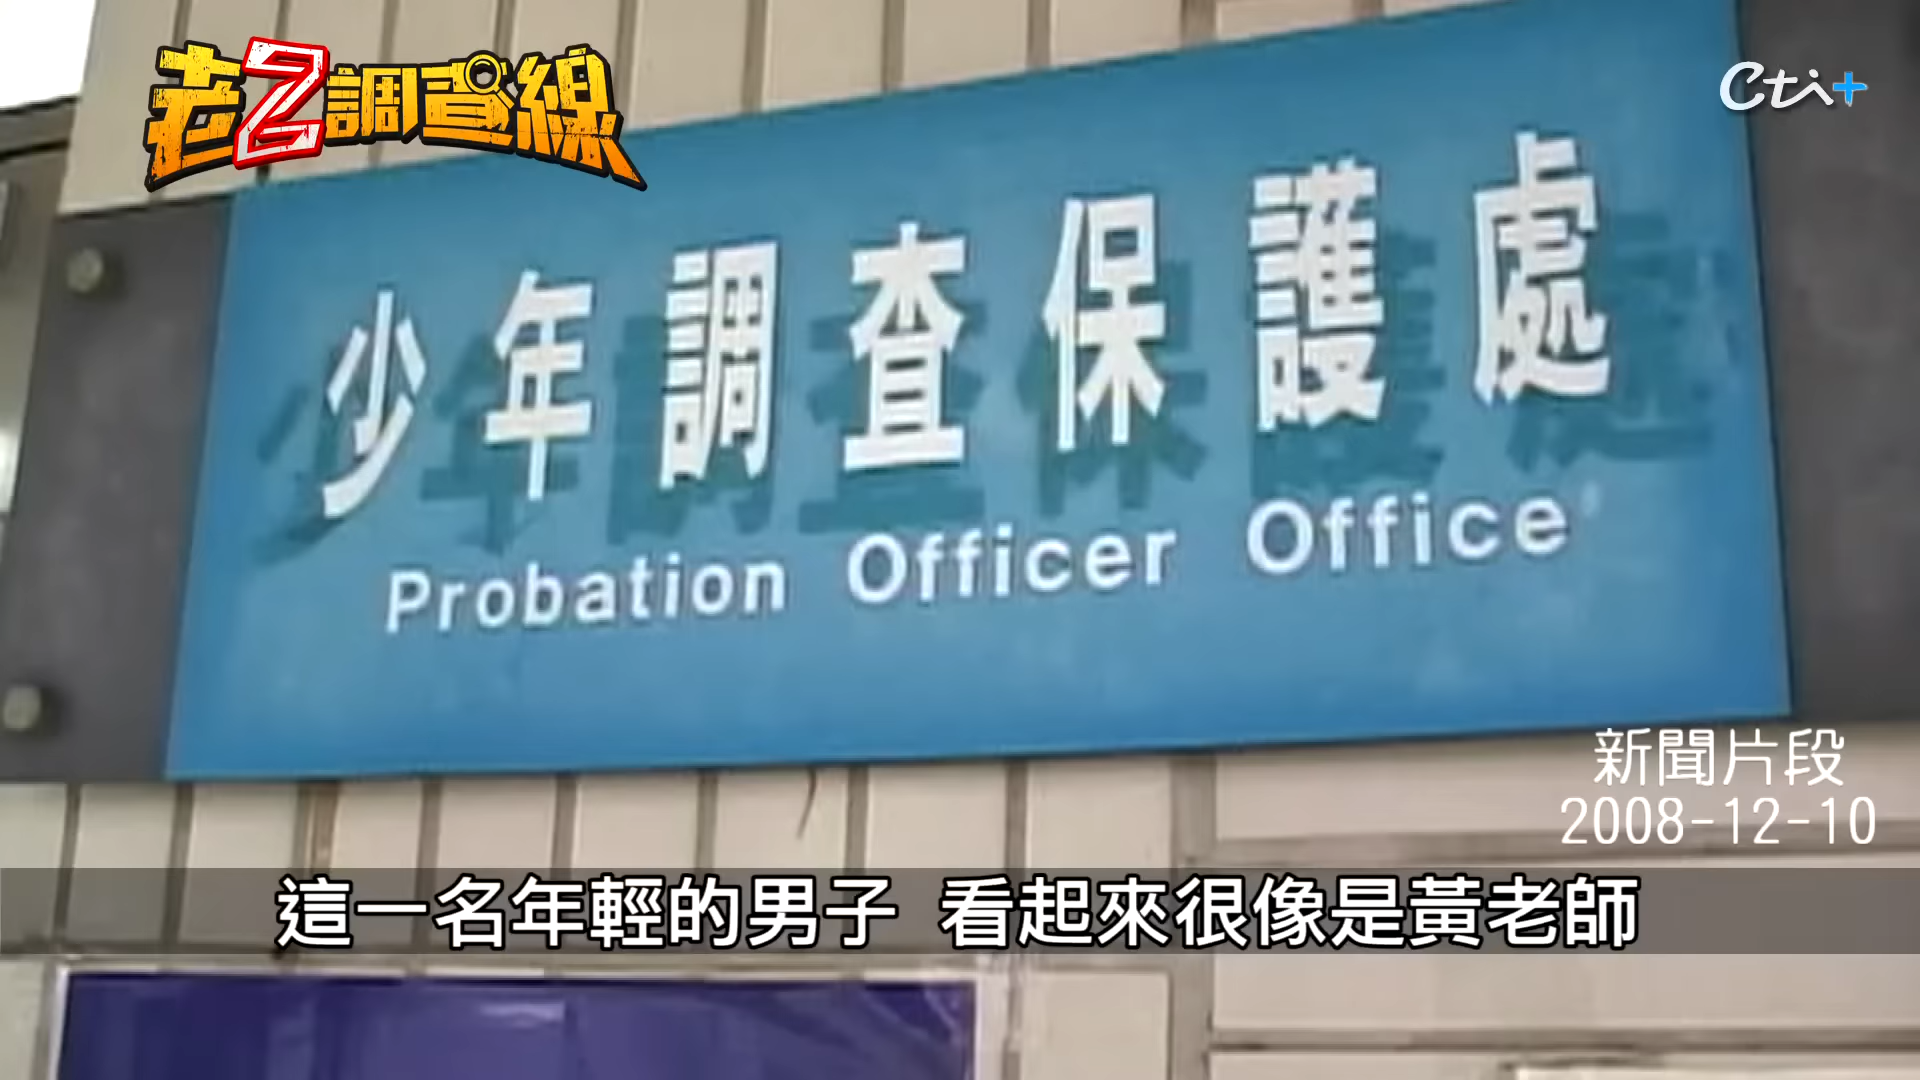 老Z調查線
Cti+
少年調查保護處
Probation Officer Office
新聞片段
2008-12-10
這一名年輕的男子 看起來很像是黃老師